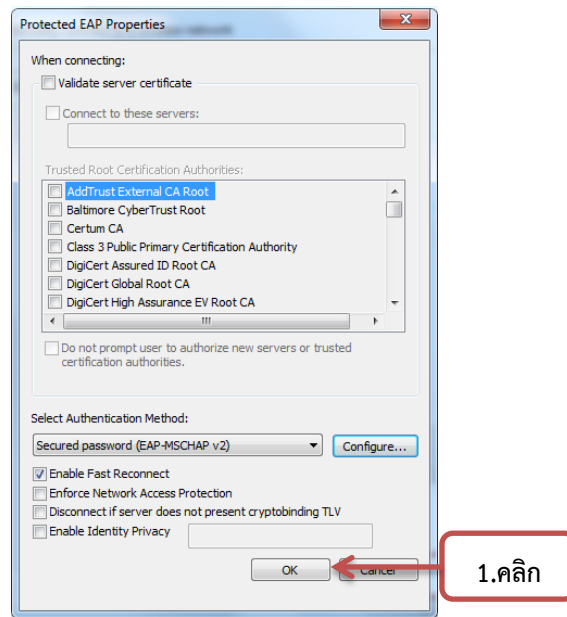 Protected EAP Properties
When connecting:
Validate server certificate
Connect to these servers:
Trusted Root Certification Authorities:
AddTrust External CA Root
Baltimore CyberTrust Root
Certum CA
Class 3 Public Primary Certification Authority
DigiCert Assured ID Root CA
DigiCert Global Root CA
DigiCert High Assurance EV Root CA
Do not prompt user to authorize new servers or trusted
certification authorities.
Select Authentication Method:
Secured password (EAP-MSCHAP v2)
Configure...
Enable Fast Reconnect
Enforce Network Access Protection
Disconnect if server does not present cryptobinding TLV
Enable Identity Privacy
OK
Cancel
1.คลิก